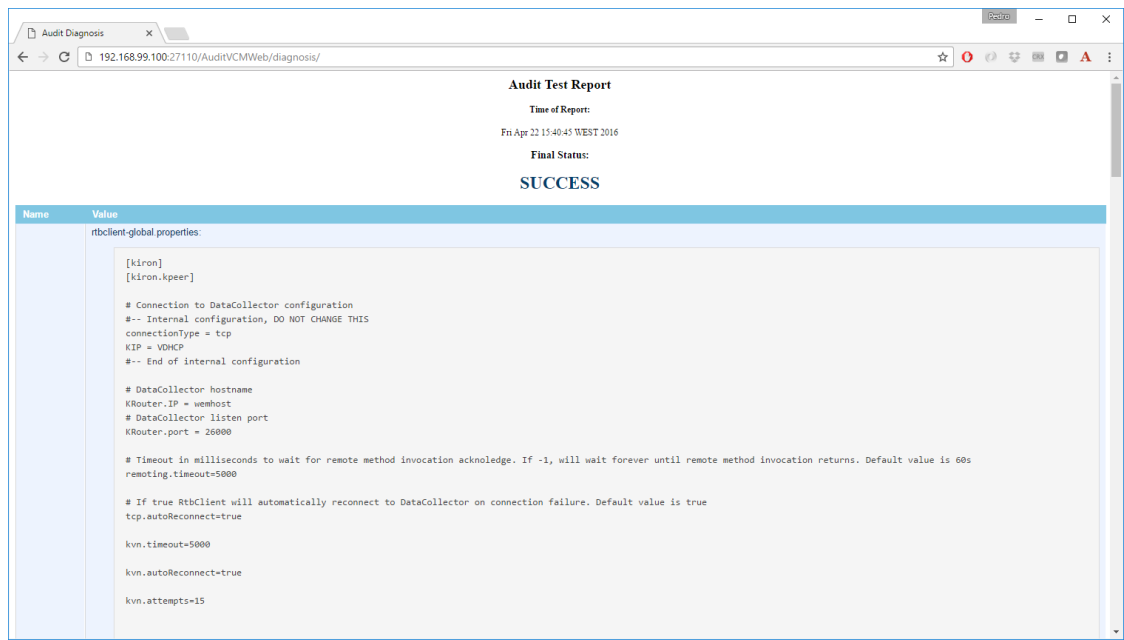 Pedro
Audit Diagnosis
192.168.99.100:27110/AuditVCMWeb/diagnosis/
Audit Test Report
Time of Report:
Fri Apr 22 15:40:45 WEST 2016
Final Status:
SUCCESS
Name Value
rtbclient-global.properties:
[kiron]
[kiron.kpeer]
# Connection to DataCollector configuration
#-- Internal configuration, DO NOT CHANGE THIS
connectionType = tcp
KIP = VDHCP
#-- End of internal configuration
# DataCollector hostname
KRouter.IP = wemhost
# DataCollector listen port
KRouter.port = 26000
# Timeout in milliseconds to wait for remote method invocation acknoledge. If -1, will wait forever until remote method invocation returns. Default value is 60s
remoting.timeout=5000
# If true RtbClient will automatically reconnect to DataCollector on connection failure. Default value is true
tcp.autoReconnect=true
kvn.timeout=5000
kvn.autoReconnect=true
kvn.attempts=15